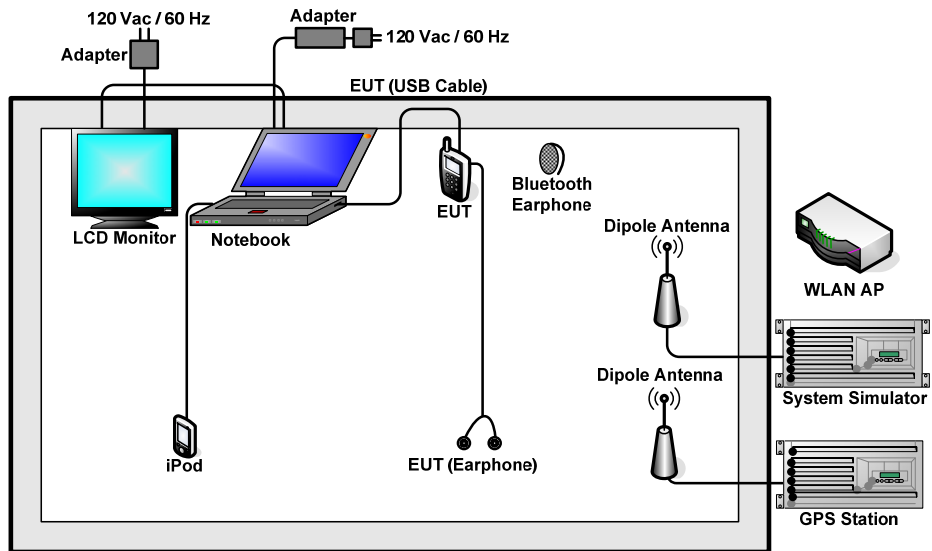 120 Vac / 60 Hz
Adapter
Adapter
120 Vac / 60 Hz
EUT (USB Cable)
LCD Monitor
Notebook
EUT
Bluetooth
Earphone
Dipole Antenna
WLAN AP
System Simulator
Dipole Antenna
iPod
EUT (Earphone)
GPS Station